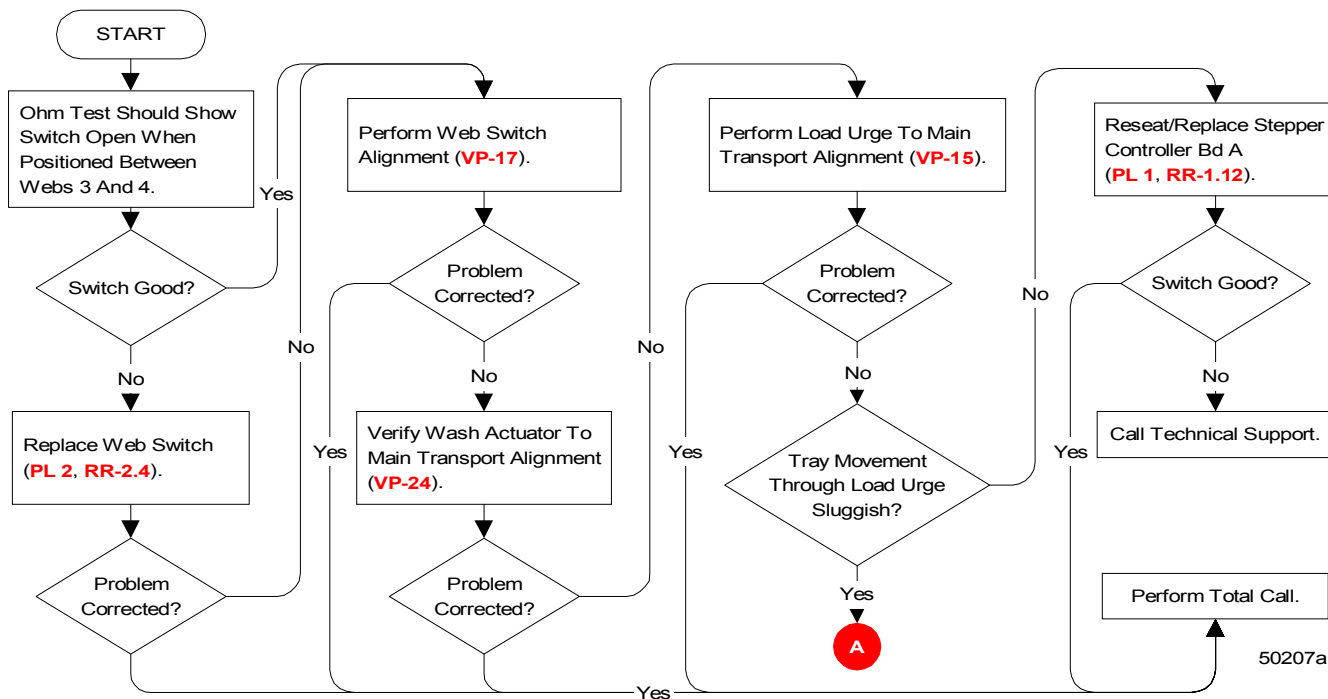 START
Ohm Test Should Show
Switch Open When
Positioned Between
Webs 3 And 4.
Yes
Switch Good?
No
Replace Web Switch
(PL 2, RR-2.4).
Problem
Corrected?
No
Perform Web Switch
Alignment (VP-17).
Problem
Corrected?
No
Yes
Verify Wash Actuator To
Main Transport Alignment
(VP-24).
Problem
Corrected?
No
Yes
Perform Load Urge To Main
Transport Alignment (VP-15).
Problem
Corrected?
No
Yes
Tray Movement
Through Load Urge
Sluggish?
Yes
A
No
Reseat/Replace Stepper
Controller Bd A
(PL 1, RR-1.12).
Switch Good?
No
Yes
Call Technical Support.
Perform Total Call.
50207a